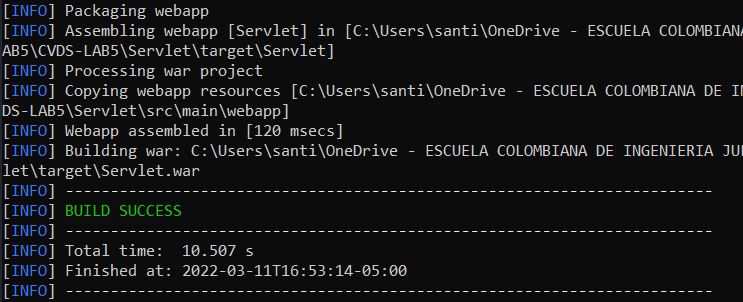 [INFO] Packaging webapp
[INFO] Assembling webapp [Servlet] in [C:\Users\santi\OneDrive - ESCUELA COLOMBIANA
AB5\CVDS-LAB5\Servlet\target\Servlet]
[INFO] Processing war project
[INFO] Copying webapp resources [C:\Users\santi\OneDrive - ESCUELA COLOMBIANA DE IN
DS-LAB5\Servlet\src\main\webapp]
[INFO] Webapp assembled in [120 msecs]
[INFO] Building war: C:\Users\santi\OneDrive - ESCUELA COLOMBIANA DE INGENIERIA JUL
let\target\Servlet.war
[INFO] ------------------------------------------------------------------------
[INFO] BUILD SUCCESS
[INFO] ------------------------------------------------------------------------
[INFO] Total time:  10.507 s
[INFO] Finished at: 2022-03-11T16:53:14-05:00
[INFO] ------------------------------------------------------------------------